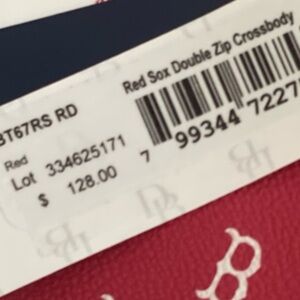 BT67RS RD
Red Sox Double Zip Crossbody
Red
Lot 334625171
$ 128.00
7 99344 7227
B